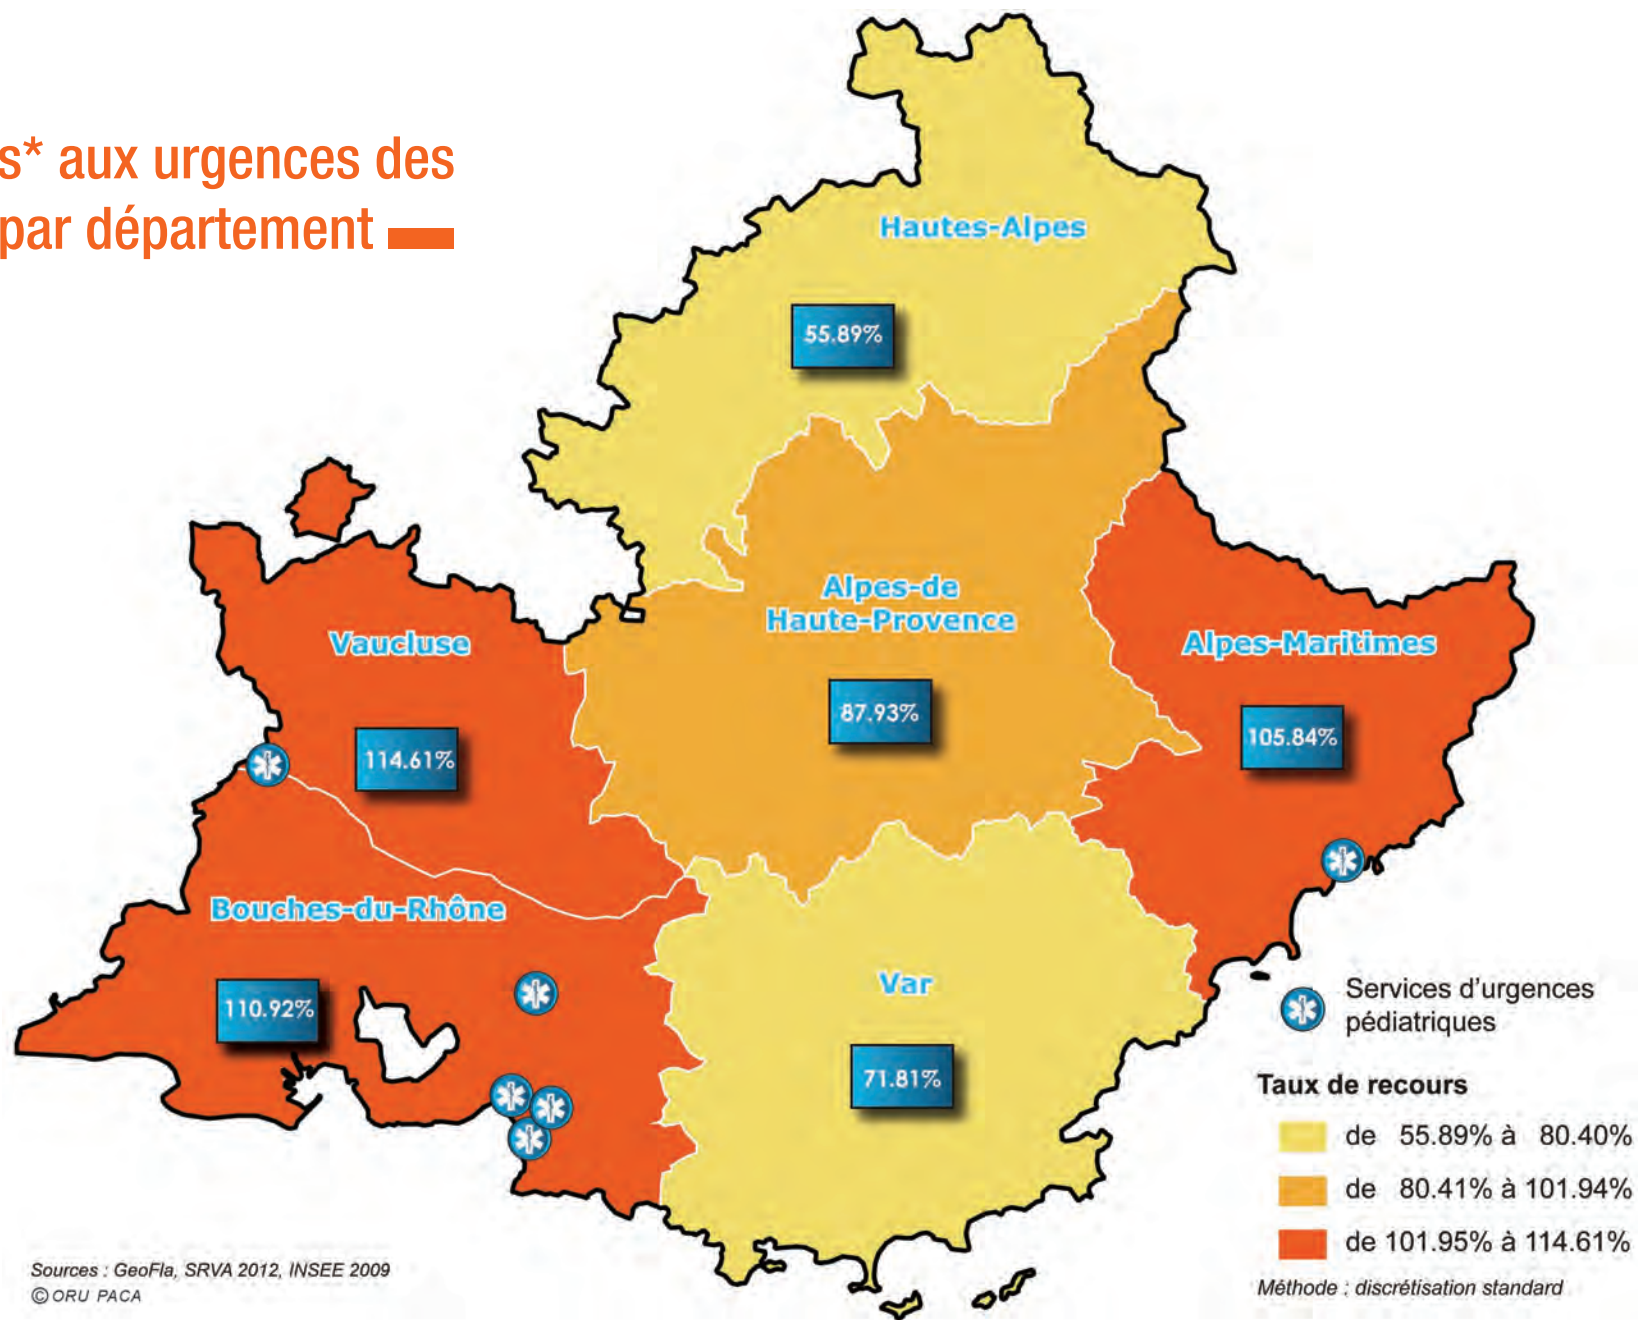 s* aux urgences des
par département
Hautes-Alpes
55.89%
Alpes-de
Haute-Provence
87.93%
Vaucluse
114.61%
Alpes-Maritimes
105.84%
Bouches-du-Rhône
110.92%
Var
71.81%
Services d'urgences
pédiatriques
Taux de recours
de 55.89% à 80.40%
de 80.41% à 101.94%
de 101.95% à 114.61%
Méthode : discrétisation standard
Sources : GeoFla, SRVA 2012, INSEE 2009
© ORU PACA